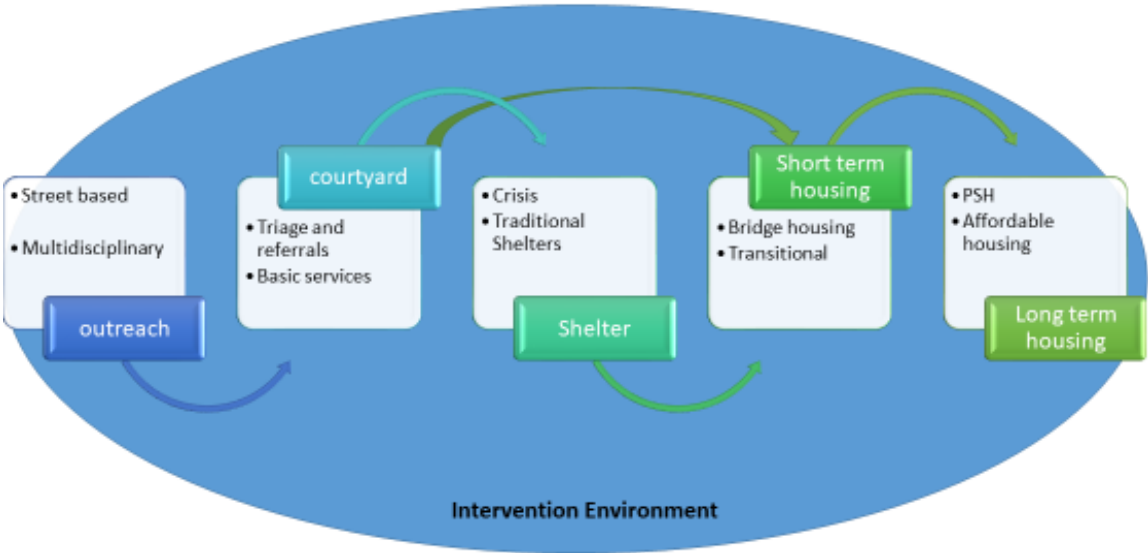 • Street based
• Multidisciplinary
outreach
courtyard
• Triage and
referrals
• Basic services
• Crisis
• Traditional
Shelters
Shelter
Short term
housing
• Bridge housing
• Transitional
• PSH
• Affordable
housing
Long term
housing
Intervention Environment